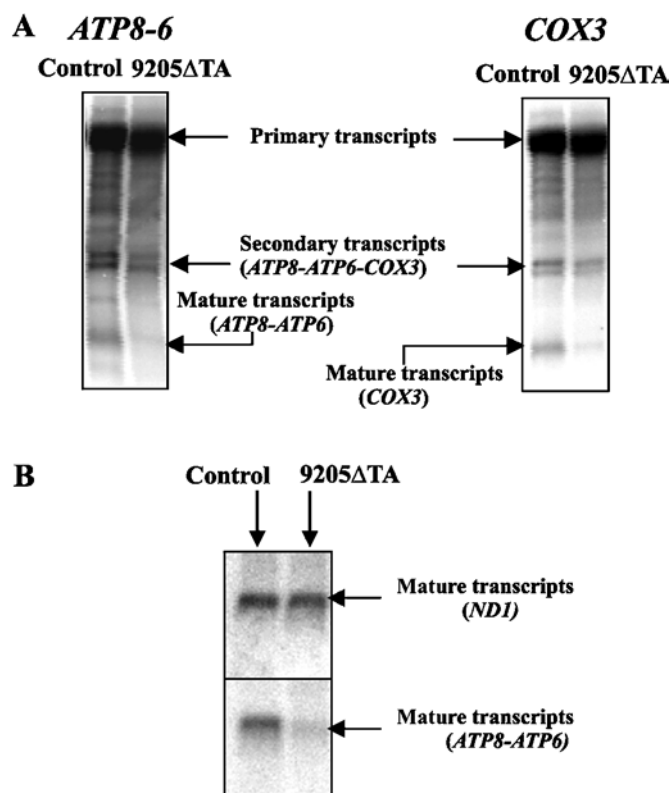 A
ATP8-6
COX3
Control 9205ΔTA
Control 9205ΔTA
Primary transcripts
Secondary transcripts
(ATP8-ATP6-COX3)
Mature transcripts
(ATP8-ATP6)
Mature transcripts
(COX3)
B
Control 9205ΔTA
Mature transcripts
(ND1)
Mature transcripts
(ATP8-ATP6)